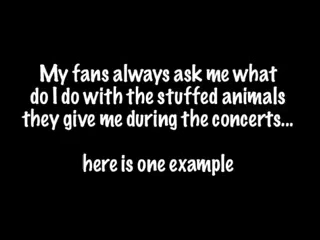 My fans always ask me what
do I do with the stuffed animals
they give me during the concerts...
here is one example